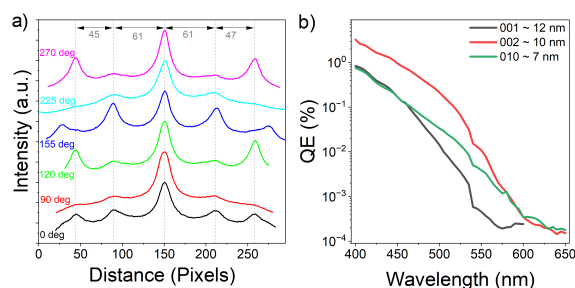 a)
45
61
61
47
270 deg
225 deg
155 deg
120 deg
90 deg
0 deg
Intensity (a.u.)
0 50 100 150 200 250
Distance (Pixels)
b)
001 ~ 12 nm
002 ~ 10 nm
010 ~ 7 nm
10⁰
10⁻¹
10⁻²
10⁻³
10⁻⁴
QE (%)
400 450 500 550 600 650
Wavelength (nm)